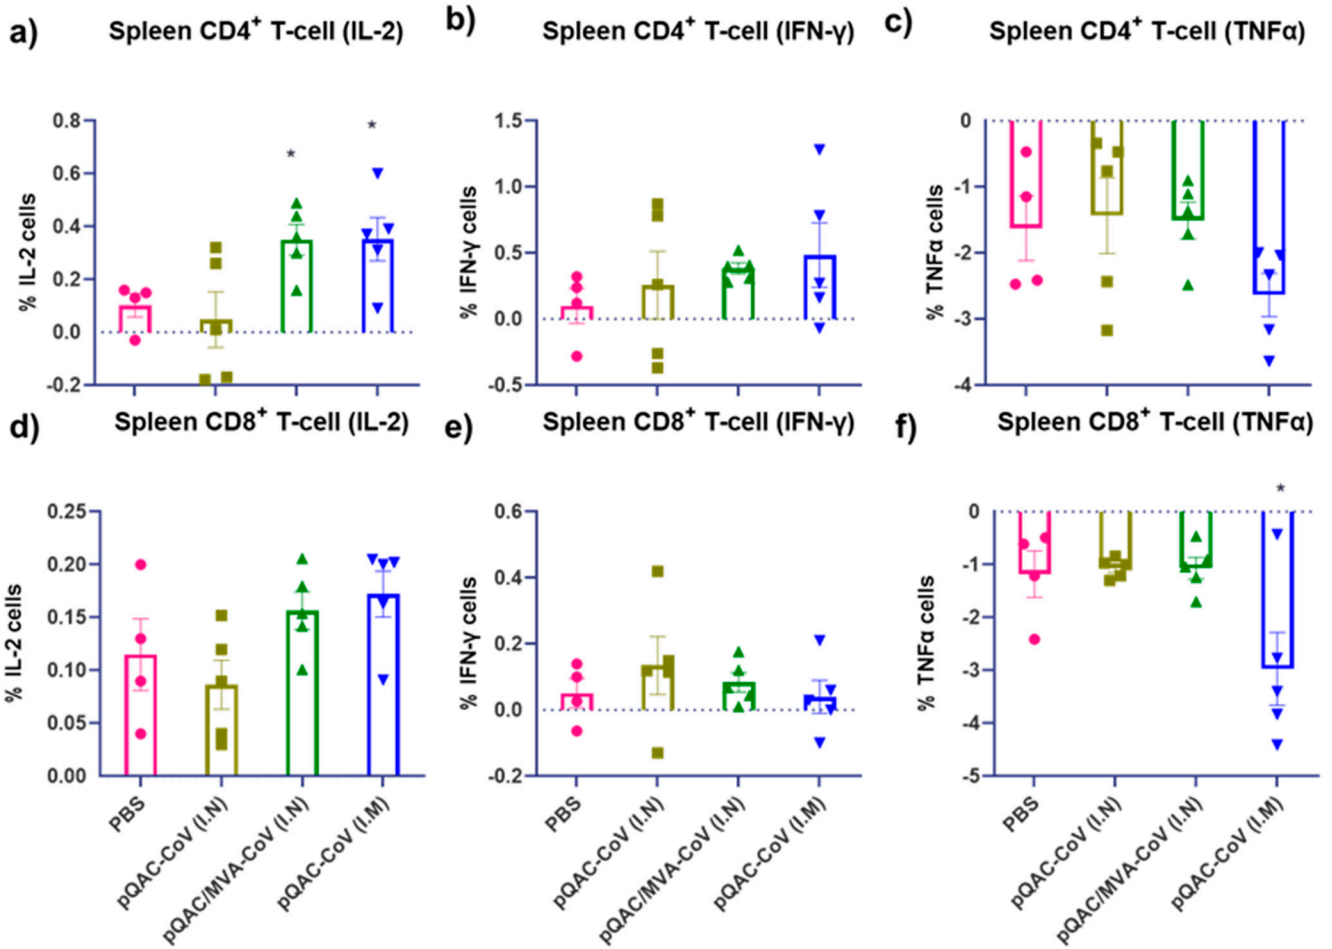 a) Spleen CD4+ T-cell (IL-2)
b) Spleen CD4+ T-cell (IFN-γ)
c) Spleen CD4+ T-cell (TNFα)
% IL-2 cells
0.8
0.6
0.4
0.2
0.0
-0.2
*
*
% IFN-γ cells
1.5
1.0
0.5
0.0
-0.5
% TNFα cells
0
-1
-2
-3
-4
d) Spleen CD8+ T-cell (IL-2)
e) Spleen CD8+ T-cell (IFN-γ)
f) Spleen CD8+ T-cell (TNFα)
% IL-2 cells
0.25
0.20
0.15
0.10
0.05
0.00
PBS
pQAC-CoV (I.N)
pQAC/MVA-CoV (I.N)
pQAC-CoV (I.M)
% IFN-γ cells
0.6
0.4
0.2
0.0
-0.2
PBS
pQAC-CoV (I.N)
pQAC/MVA-CoV (I.N)
pQAC-CoV (I.M)
% TNFα cells
0
-1
-2
-3
-4
-5
*
PBS
pQAC-CoV (I.N)
pQAC/MVA-CoV (I.N)
pQAC-CoV (I.M)